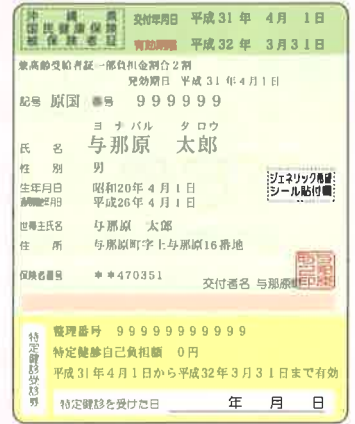 沖縄県
国民健康保険
被保険者証
交付年月日 平成31年 4月 1日
有効期限 平成32年 3月31日
兼高齢受給者証一部負担金割合2割
発効期日 平成31年4月1日
記号 原国 番号 999999
ヨナバル タロウ
氏名 与那原 太郎
性別 男
生年月日 昭和20年4月1日
平成26年4月1日
世帯主氏名 与那原 太郎
住所 与那原町字上与那原16番地
ジェネリック希望
シール貼付欄
保険者番号 **470351
交付者名 与那原
特定健診受診券
整理番号 99999999999
特定健診自己負担額 0円
平成31年4月1日から平成32年3月31日まで有効
特定健診を受けた日 年 月 日